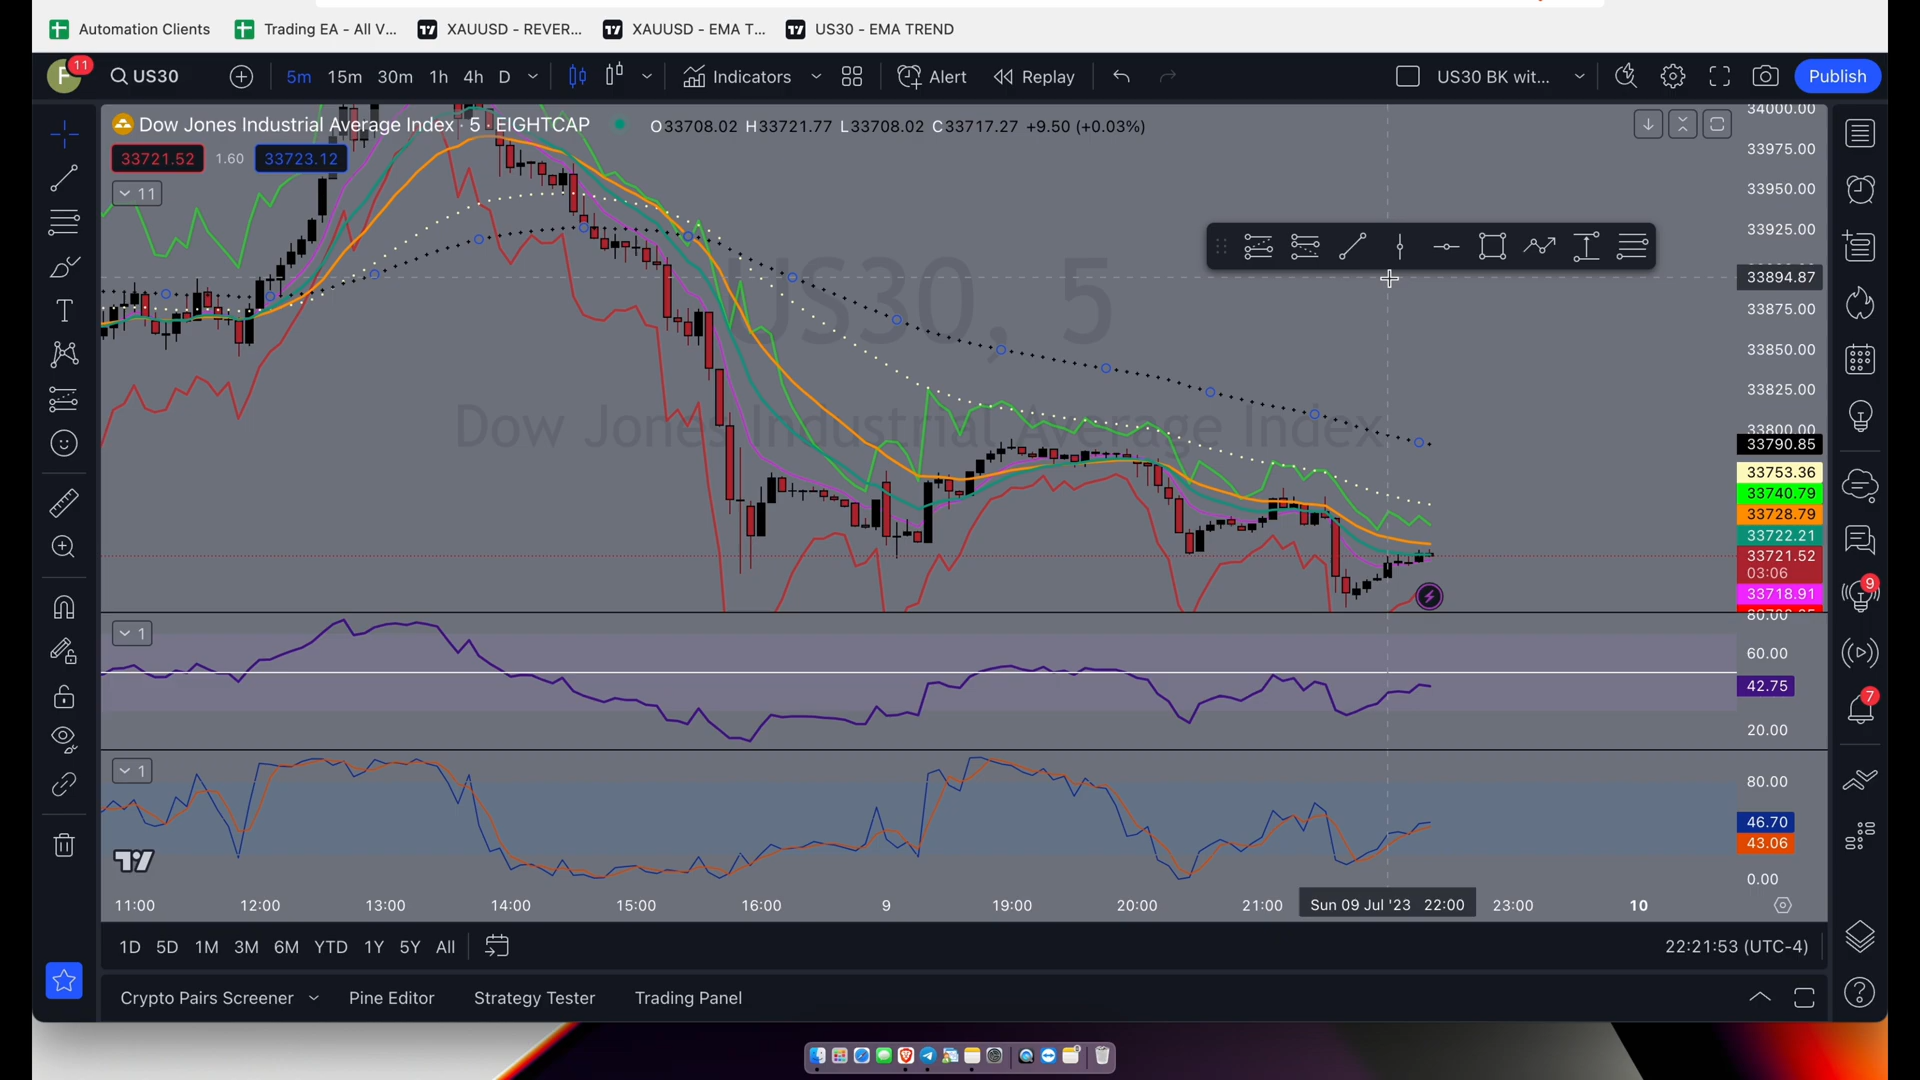 Automation Clients
Trading EA - All V...
XAUUSD - REVER...
XAUUSD - EMA T...
US30 - EMA TREND
F
11
US30
5m 15m 30m 1h 4h D
Indicators
Alert
Replay
US30 BK wit...
Publish
Dow Jones Industrial Average Index · 5 · EIGHTCAP
O33708.02 H33721.77 L33708.02 C33717.27 +9.50 (+0.03%)
33721.52 1.60 33723.12
11
US30, 5
Dow Jones Industrial Average Index
34000.00
33975.00
33950.00
33925.00
33894.87
33875.00
33850.00
33825.00
33800.00
33790.85
33753.36
33740.79
33728.79
33722.21
33721.52
03:06
33718.91
1
80.00
60.00
42.75
20.00
1
80.00
46.70
43.06
0.00
9
7
11:00 12:00 13:00 14:00 15:00 16:00 9 19:00 20:00 21:00 Sun 09 Jul '23 22:00 23:00 10
1D 5D 1M 3M 6M YTD 1Y 5Y All
22:21:53 (UTC-4)
Crypto Pairs Screener
Pine Editor
Strategy Tester
Trading Panel